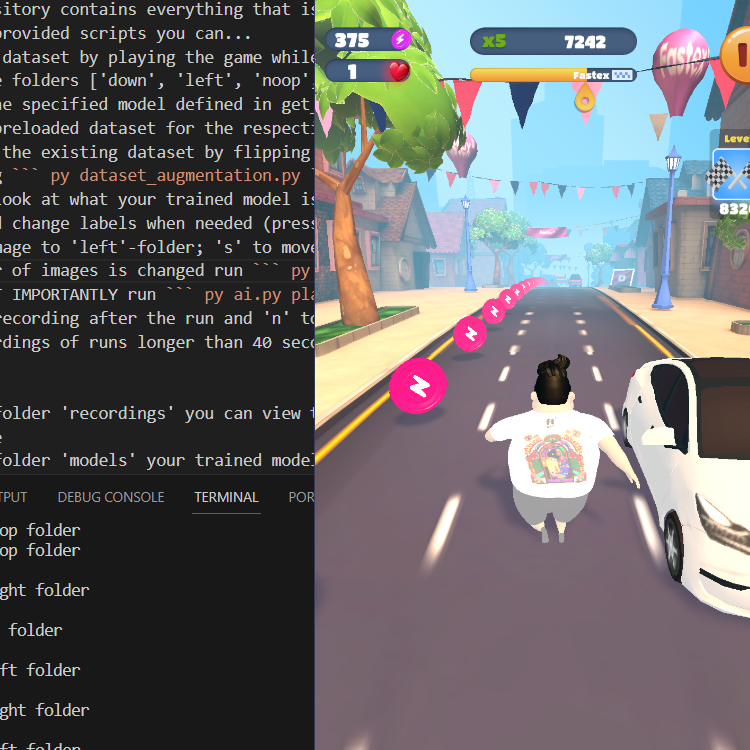 sitory contains everything that is
provided scripts you can...
dataset by playing the game while
folders ['down', 'left', 'noop'
he specified model defined in get
preloaded dataset for the respecti
the existing dataset by flipping
``` py dataset_augmentation.py
look at what your trained model is
change labels when needed (press
mage to 'left'-folder; 's' to move
r of images is changed run ``` py
IMPORTANTLY run ``` py ai.py pla
recording after the run and 'n' to
rdings of runs longer than 40 seco
folder 'recordings' you can view t
e
folder 'models' your trained model
TPUT DEBUG CONSOLE TERMINAL POR
op folder
op folder
ght folder
folder
ft folder
ght folder
ft folder
375
1
x5 7242
Fastex
Fastex
Leve
832